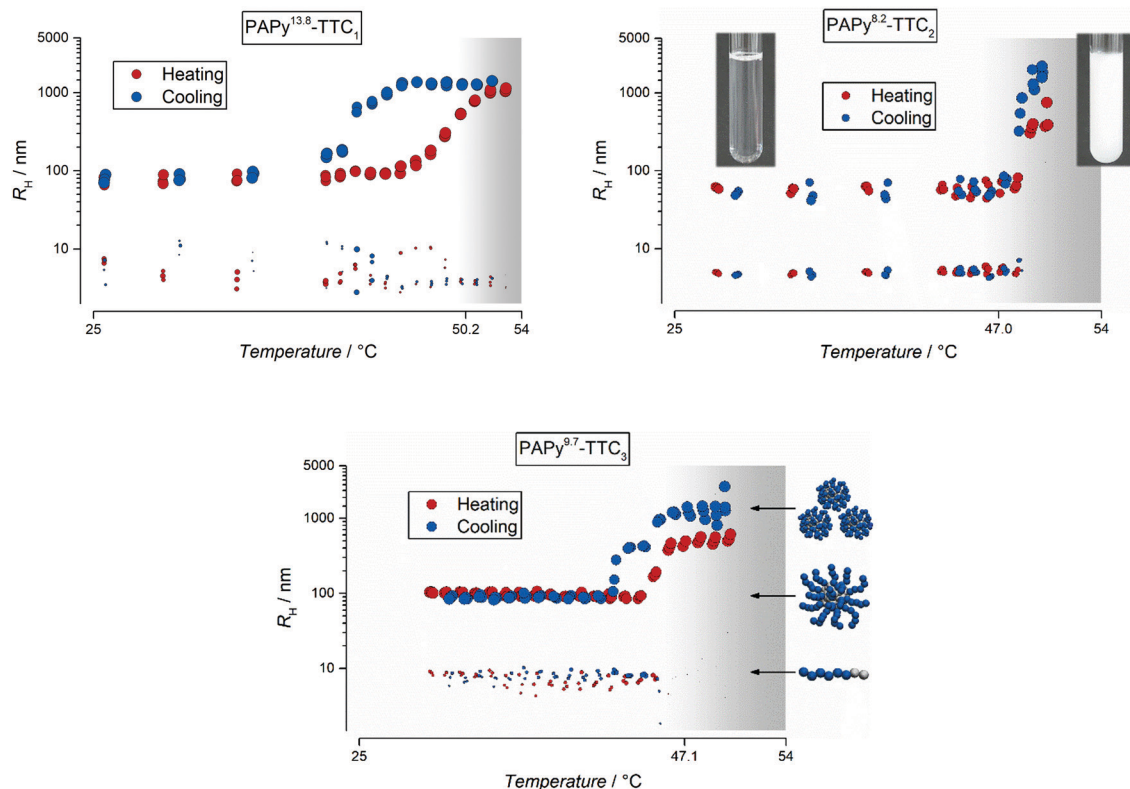 PAPy13.8-TTC1
5000
1000
100
10
RH / nm
Heating
Cooling
25
50.2
54
Temperature / °C
PAPy8.2-TTC2
5000
1000
100
10
RH / nm
Heating
Cooling
25
47.0
54
Temperature / °C
PAPy9.7-TTC3
5000
1000
100
10
RH / nm
Heating
Cooling
25
47.1
54
Temperature / °C